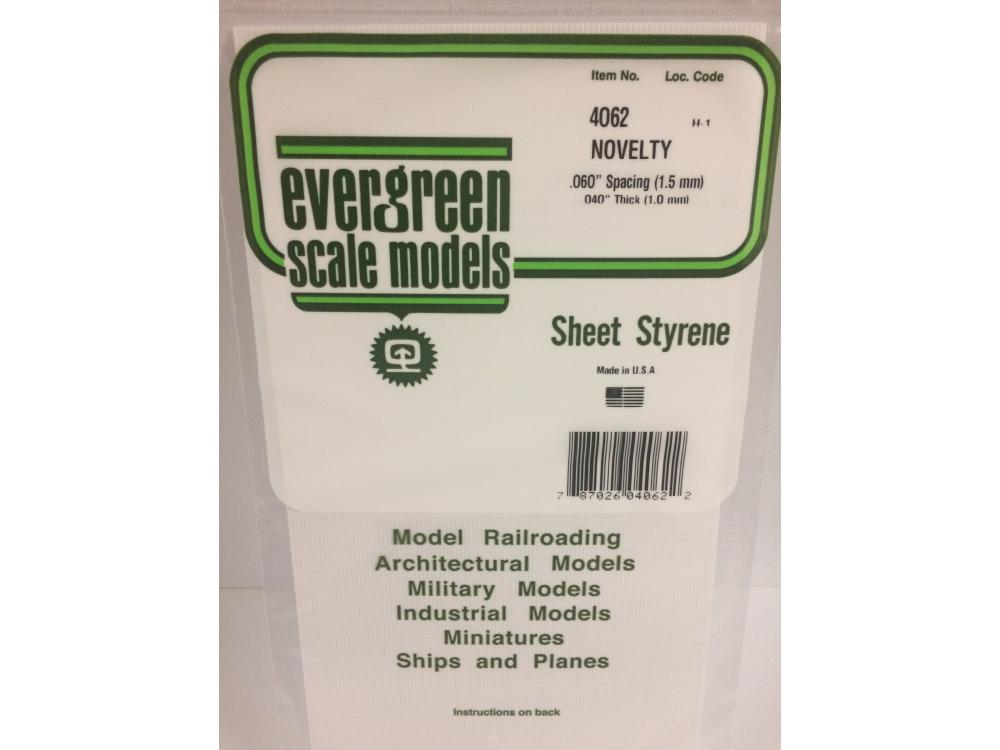 Item No. Loc. Code
4062 H-1
NOVELTY
.060" Spacing (1.5 mm)
040" Thick (1.0 mm)
evergreen
scale models
Sheet Styrene
Made in U.S.A
7 87026 04062 2
Model Railroading
Architectural Models
Military Models
Industrial Models
Miniatures
Ships and Planes
Instructions on back